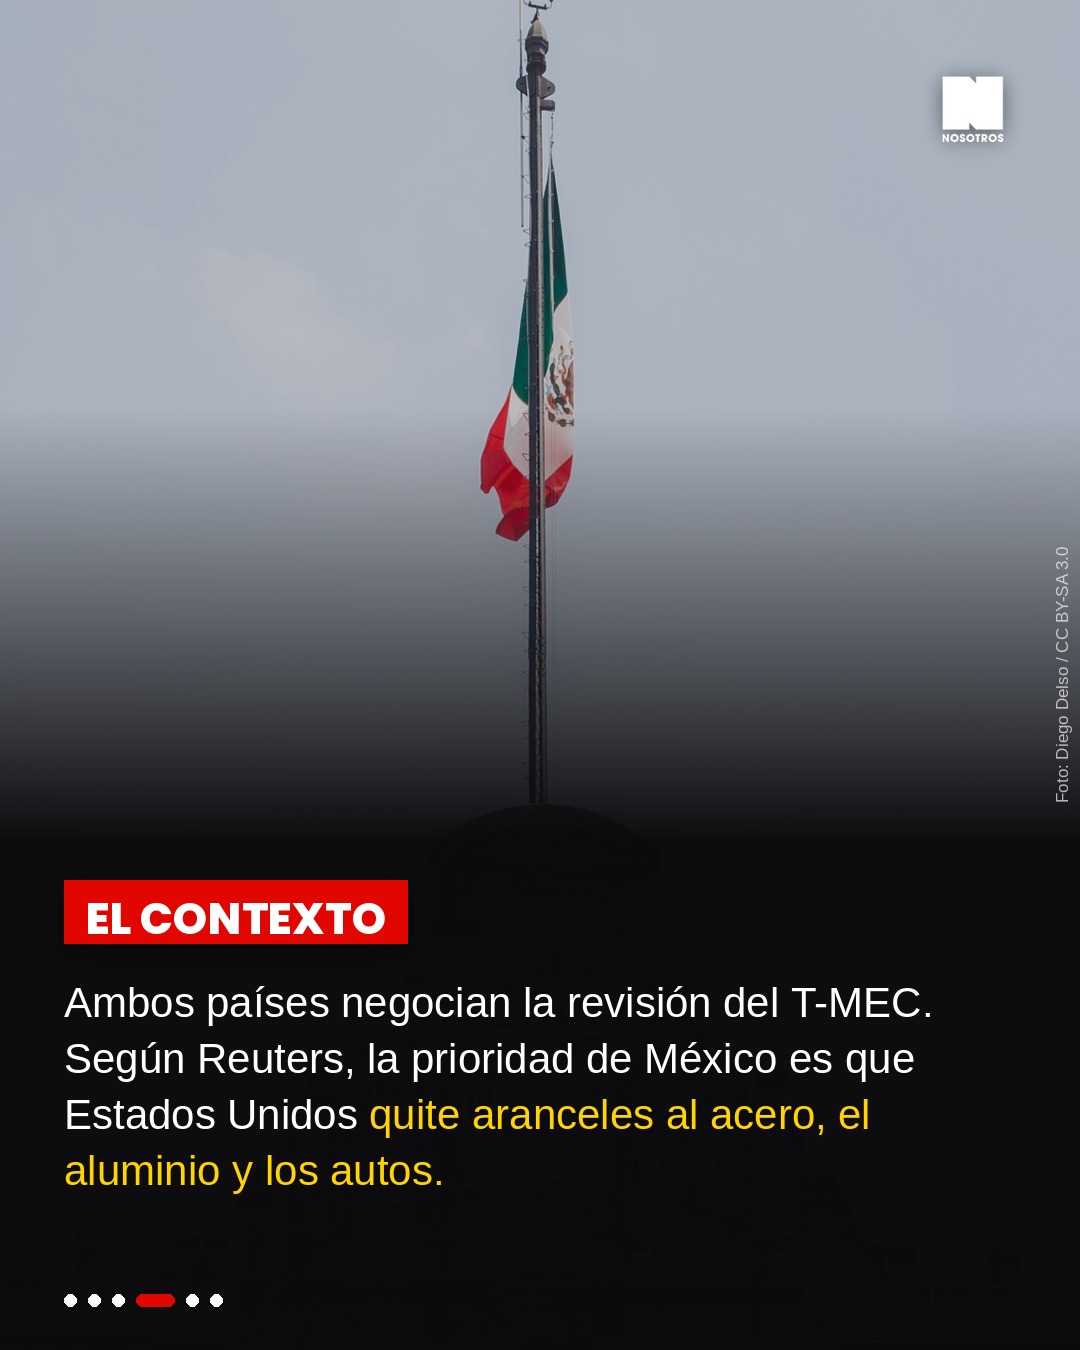 NOSOTROS
Foto: Diego Delso / CC BY-SA 3.0
EL CONTEXTO
Ambos países negocian la revisión del T-MEC.
Según Reuters, la prioridad de México es que
Estados Unidos quite aranceles al acero, el
aluminio y los autos.